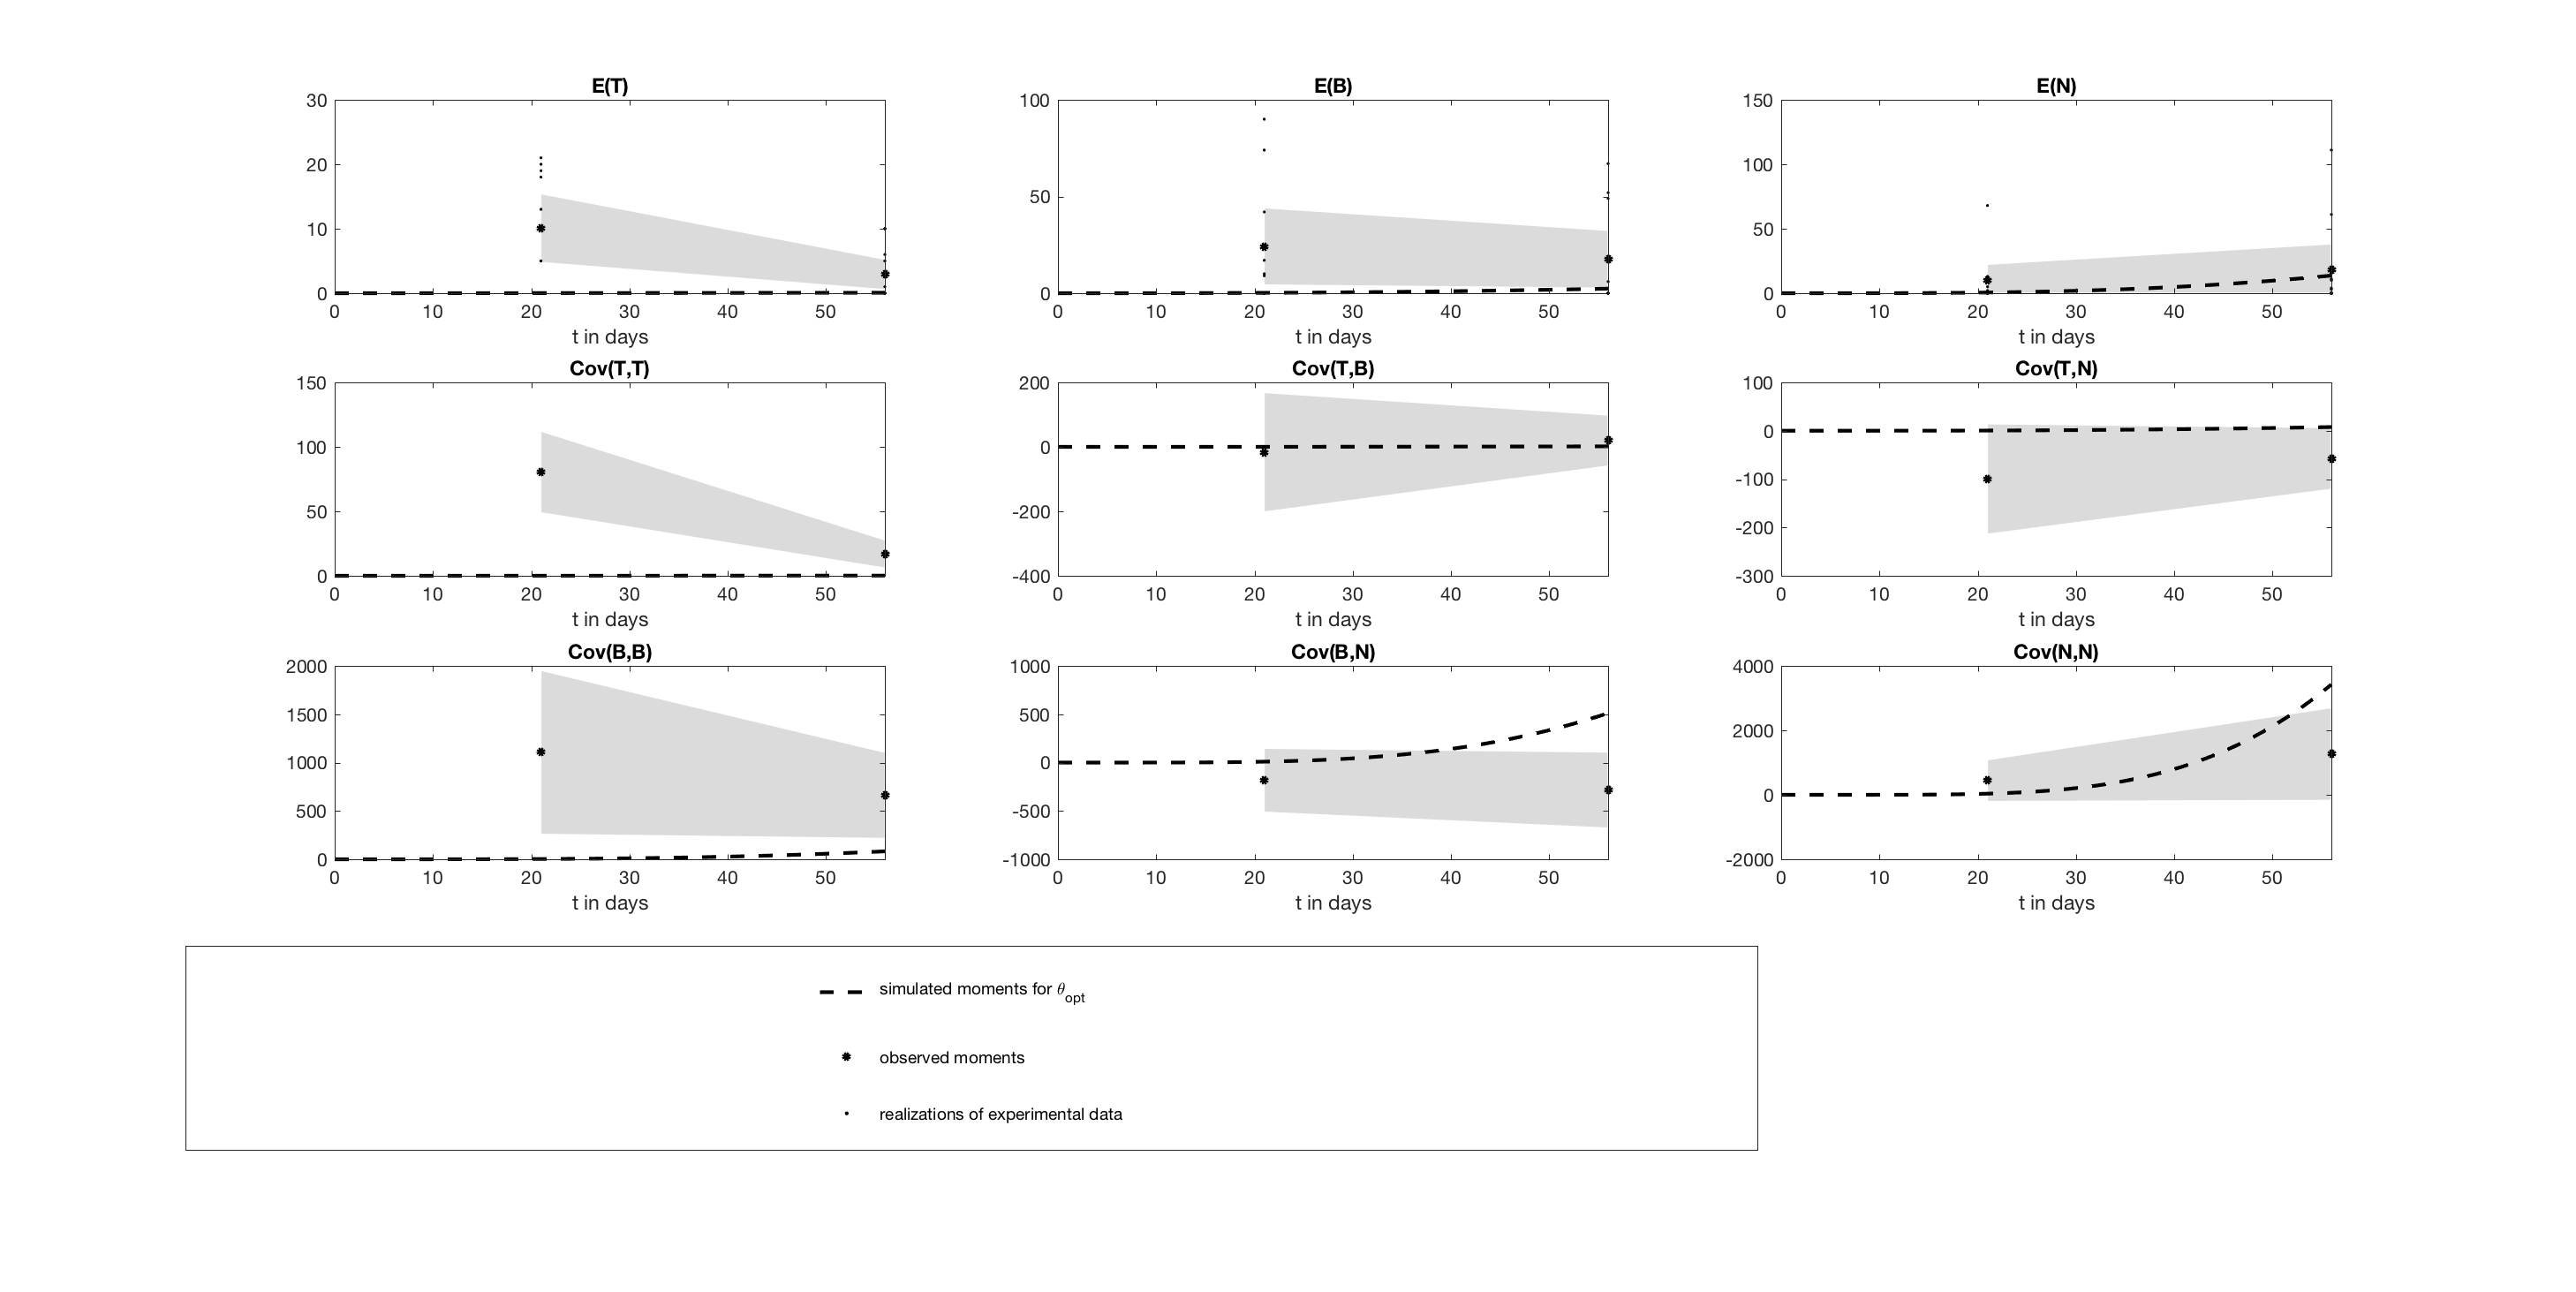 E(T) E(B) E(N)
30 100 150
20 100
50
10 50
0 0 0
0 10 20 30 40 50 0 10 20 30 40 50 0 10 20 30 40 50
t in days t in days t in days
Cov(T,T) Cov(T,B) Cov(T,N)
150 200 100
100 0 0
-100
50 -200
-200
0 -400 -300
0 10 20 30 40 50 0 10 20 30 40 50 0 10 20 30 40 50
t in days t in days t in days
Cov(B,B) Cov(B,N) Cov(N,N)
2000 1000 4000
1500 500
2000
1000 0
0
500 -500
0 -1000 -2000
0 10 20 30 40 50 0 10 20 30 40 50 0 10 20 30 40 50
t in days t in days t in days
simulated moments for θopt
observed moments
realizations of experimental data